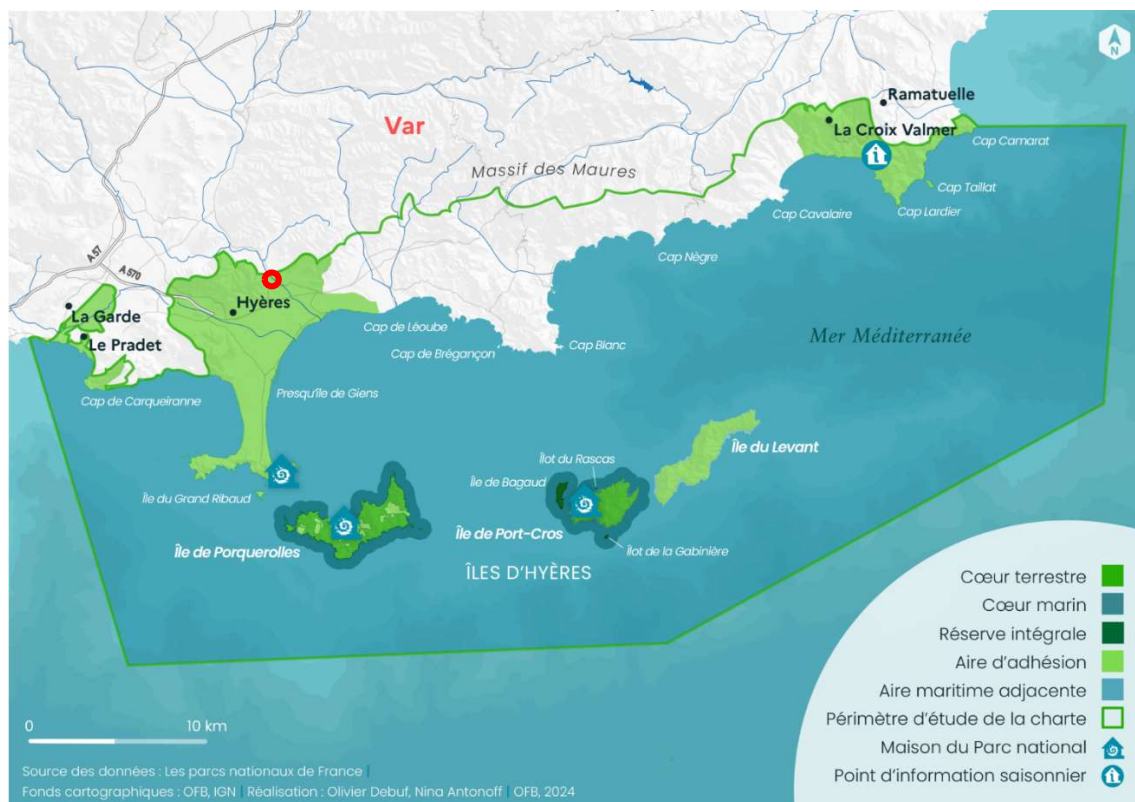 N
Ramatuelle
Var
La Croix Valmer
Cap Camarat
Massif des Maures
Cap Taillat
Cap Lardier
Cap Cavalaire
A 57
Cap Nègre
A 570
Hyères
La Garde
Cap de Léoube
Mer Méditerranée
Le Pradet
Cap Blanc
Cap de Brégançon
Presqu'île de Giens
Cap de Carqueiranne
Île du Levant
Îlot du Rascas
Île de Bagaud
Île du Grand Ribaud
Île de Port-Cros
Île de Porquerolles
Îlot de la Gabinière
ÎLES D'HYÈRES
Cœur terrestre
Cœur marin
Réserve intégrale
Aire d'adhésion
Aire maritime adjacente
Périmètre d'étude de la charte
Maison du Parc national
Point d'information saisonnier
0 10 km
Source des données : Les parcs nationaux de France |
Fonds cartographiques : OFB, IGN | Réalisation : Olivier Debuf, Nina Antonoff | OFB, 2024